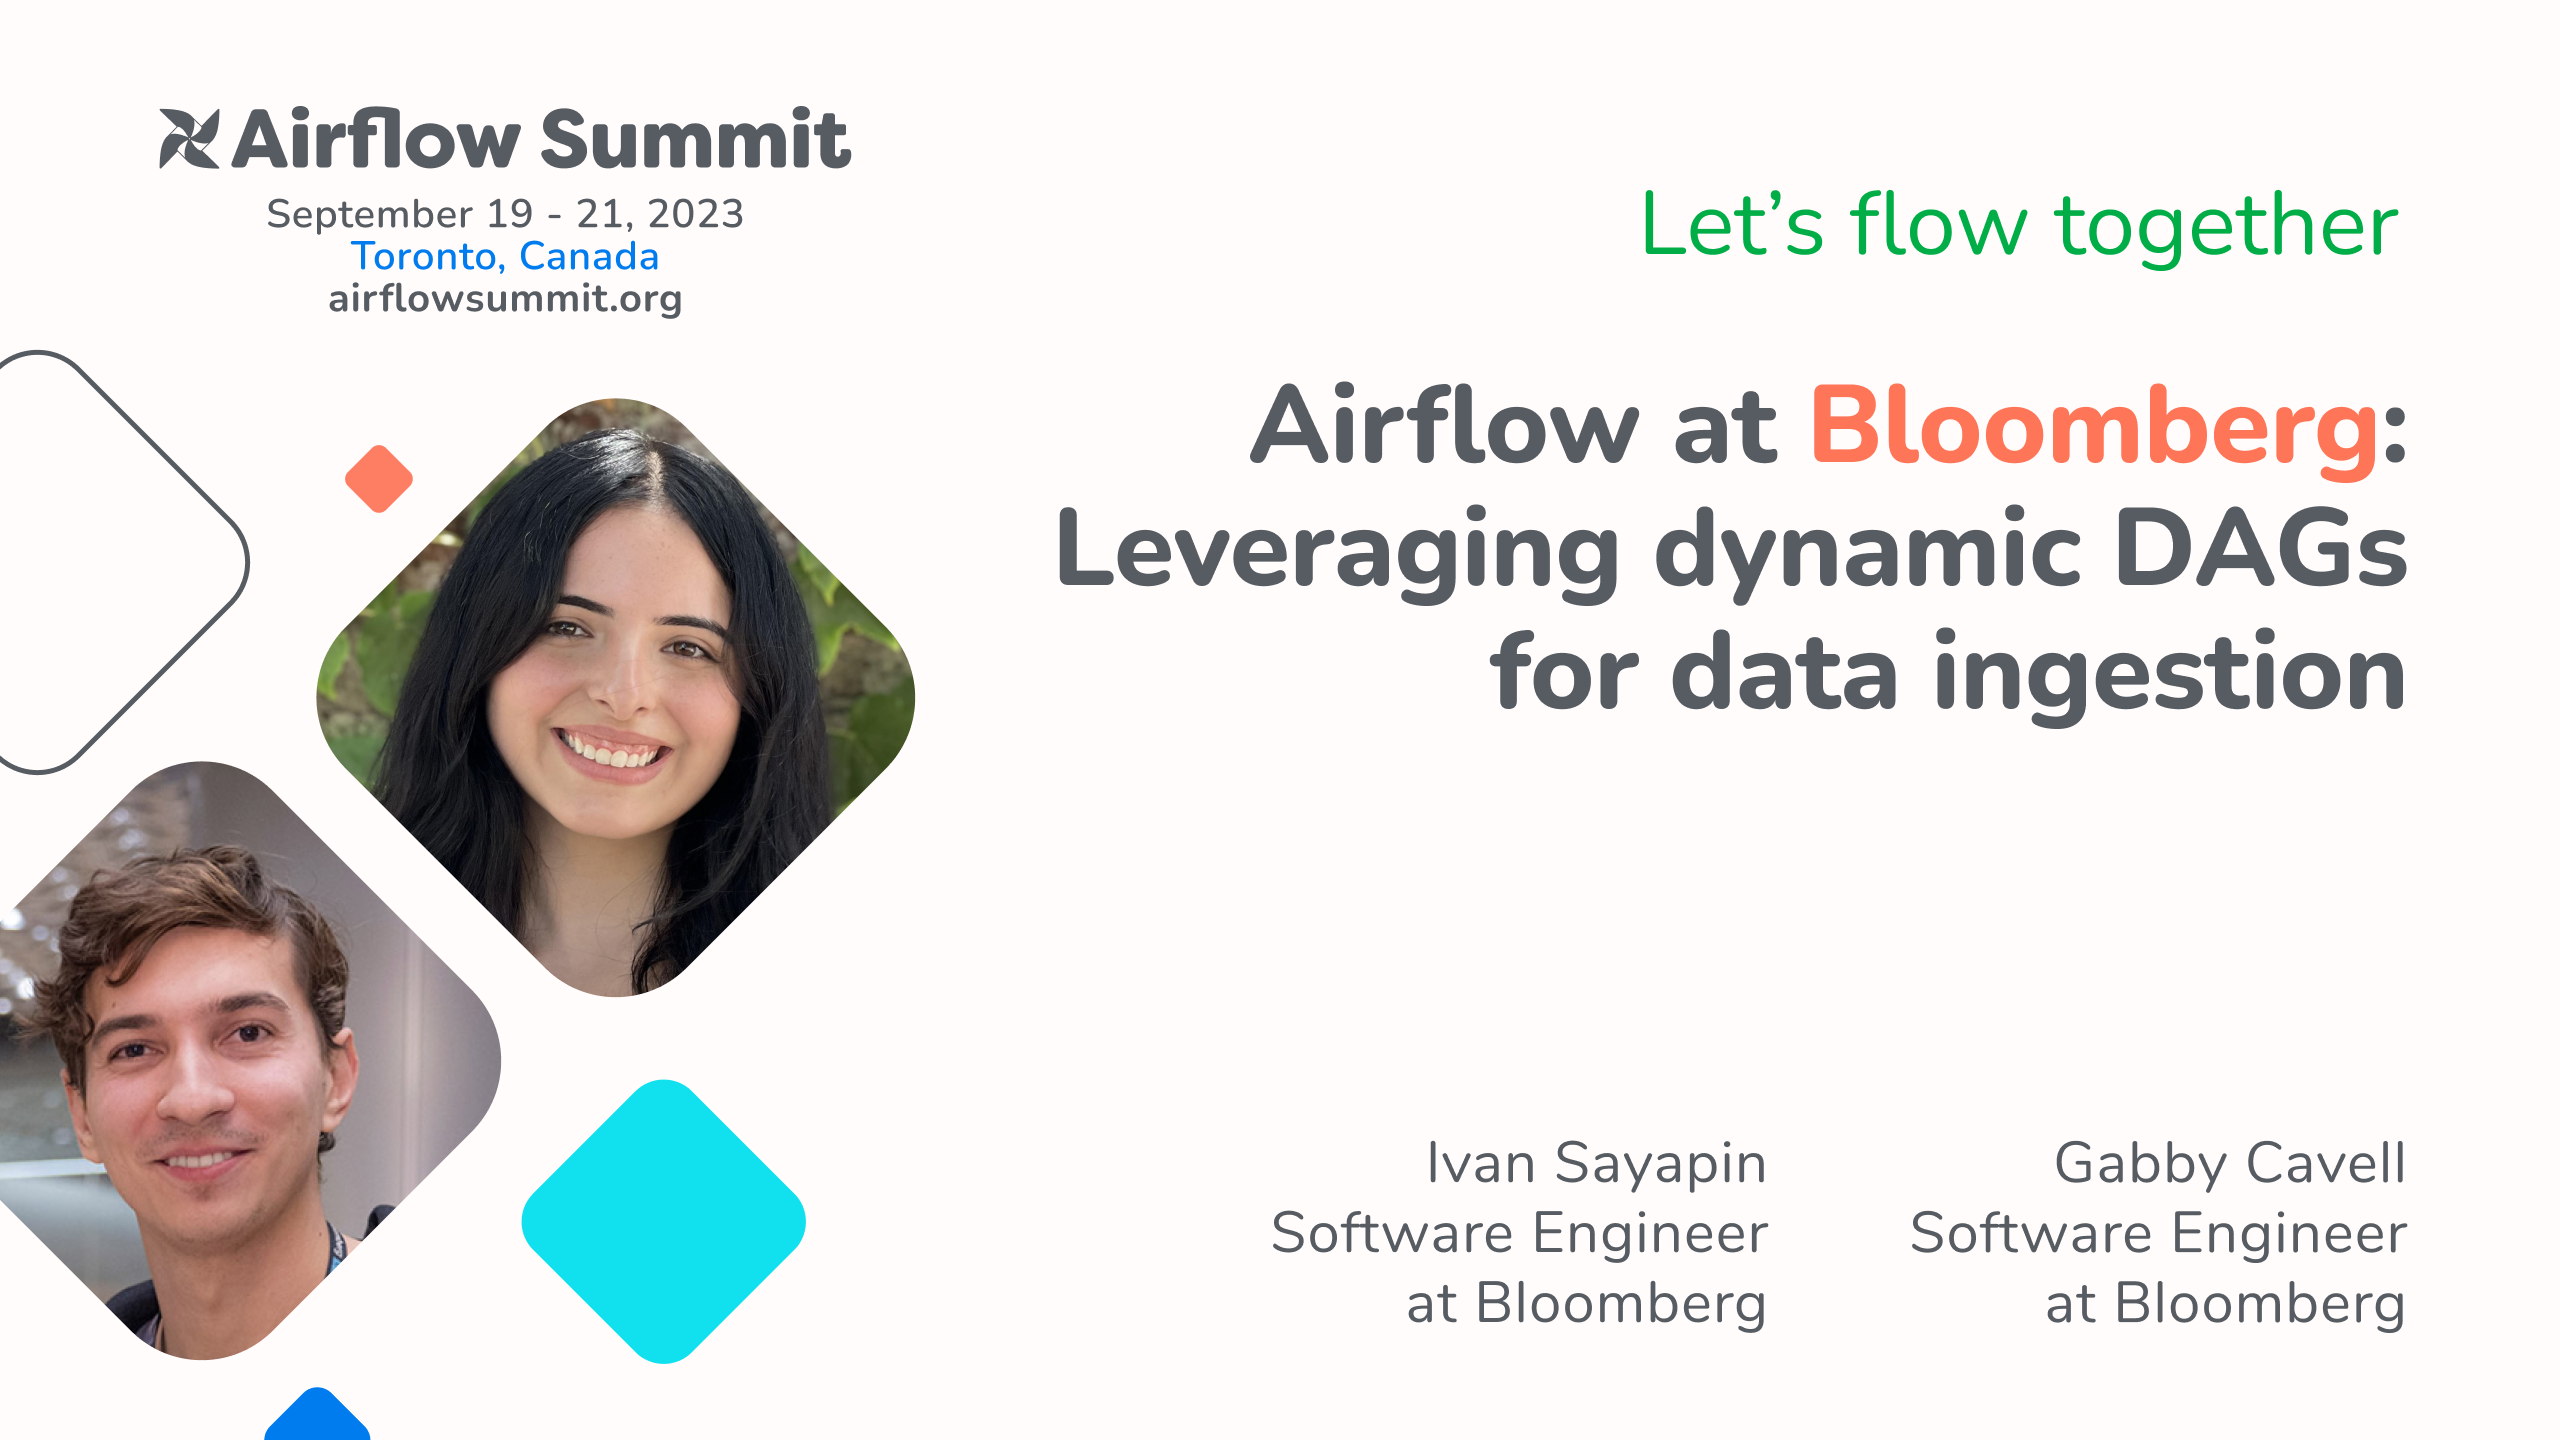 Airflow Summit
September 19 - 21, 2023
Toronto, Canada
airflowsummit.org
Let’s flow together
Airflow at Bloomberg:
Leveraging dynamic DAGs
for data ingestion
Ivan Sayapin
Software Engineer
at Bloomberg
Gabby Cavell
Software Engineer
at Bloomberg